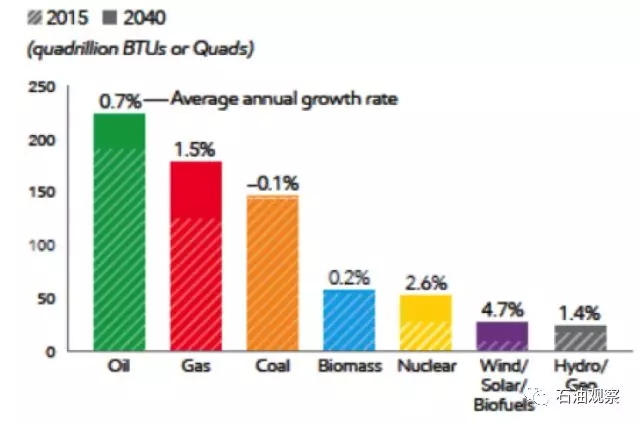 2015 2040
(quadrillion BTUs or Quads)
250
200
150
100
50
0
0.7% Average annual growth rate
1.5%
–0.1%
0.2%
2.6%
4.7%
1.4%
Oil Gas Coal Biomass Nuclear Wind/ Hydro/
Solar/ Geo
Biofuels
石油观察